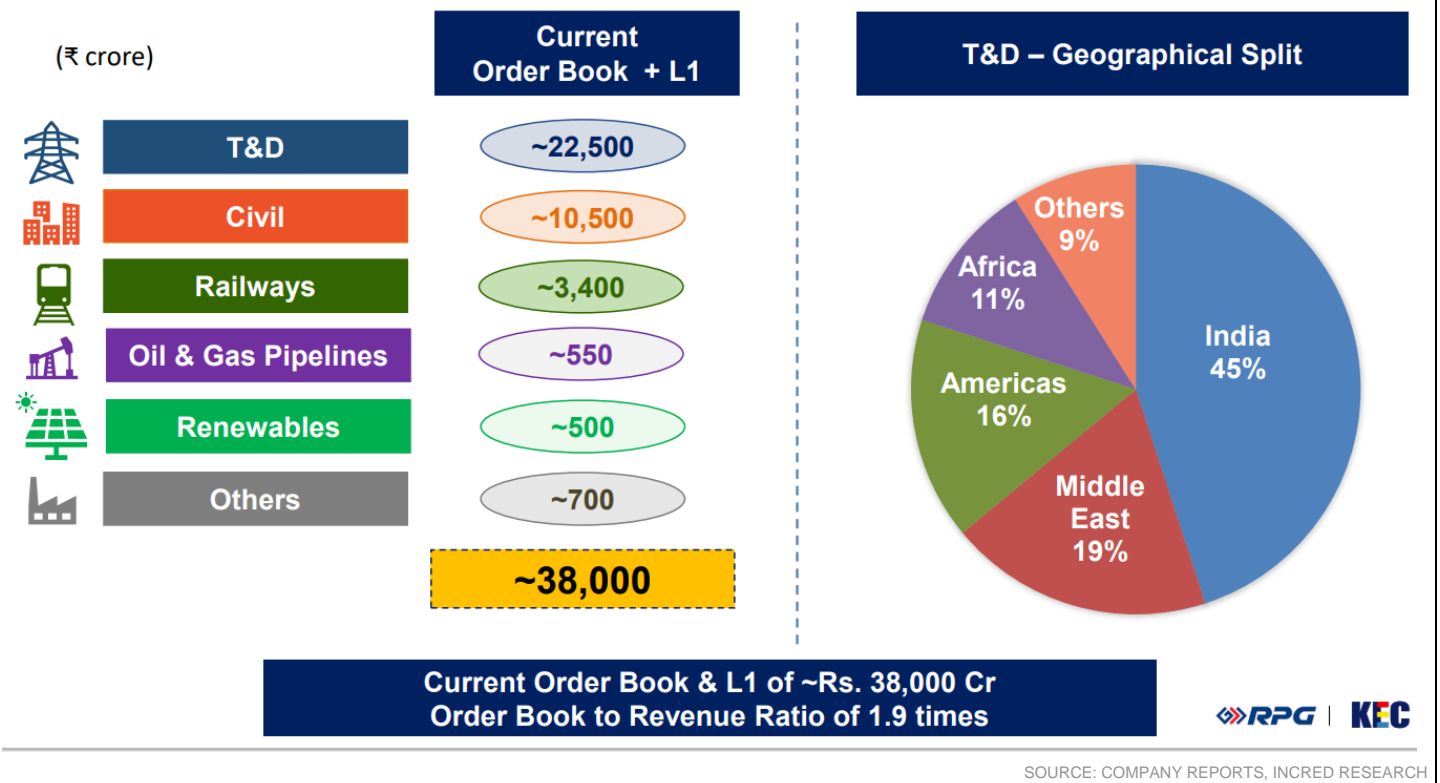 (₹ crore)
Current
Order Book + L1
T&D
~22,500
Civil
~10,500
Railways
~3,400
Oil & Gas Pipelines
~550
Renewables
~500
Others
~700
~38,000
T&D – Geographical Split
India
45%
Middle
East
19%
Americas
16%
Africa
11%
Others
9%
Current Order Book & L1 of ~Rs. 38,000 Cr
Order Book to Revenue Ratio of 1.9 times
RPG | KEC
SOURCE: COMPANY REPORTS, INCRED RESEARCH